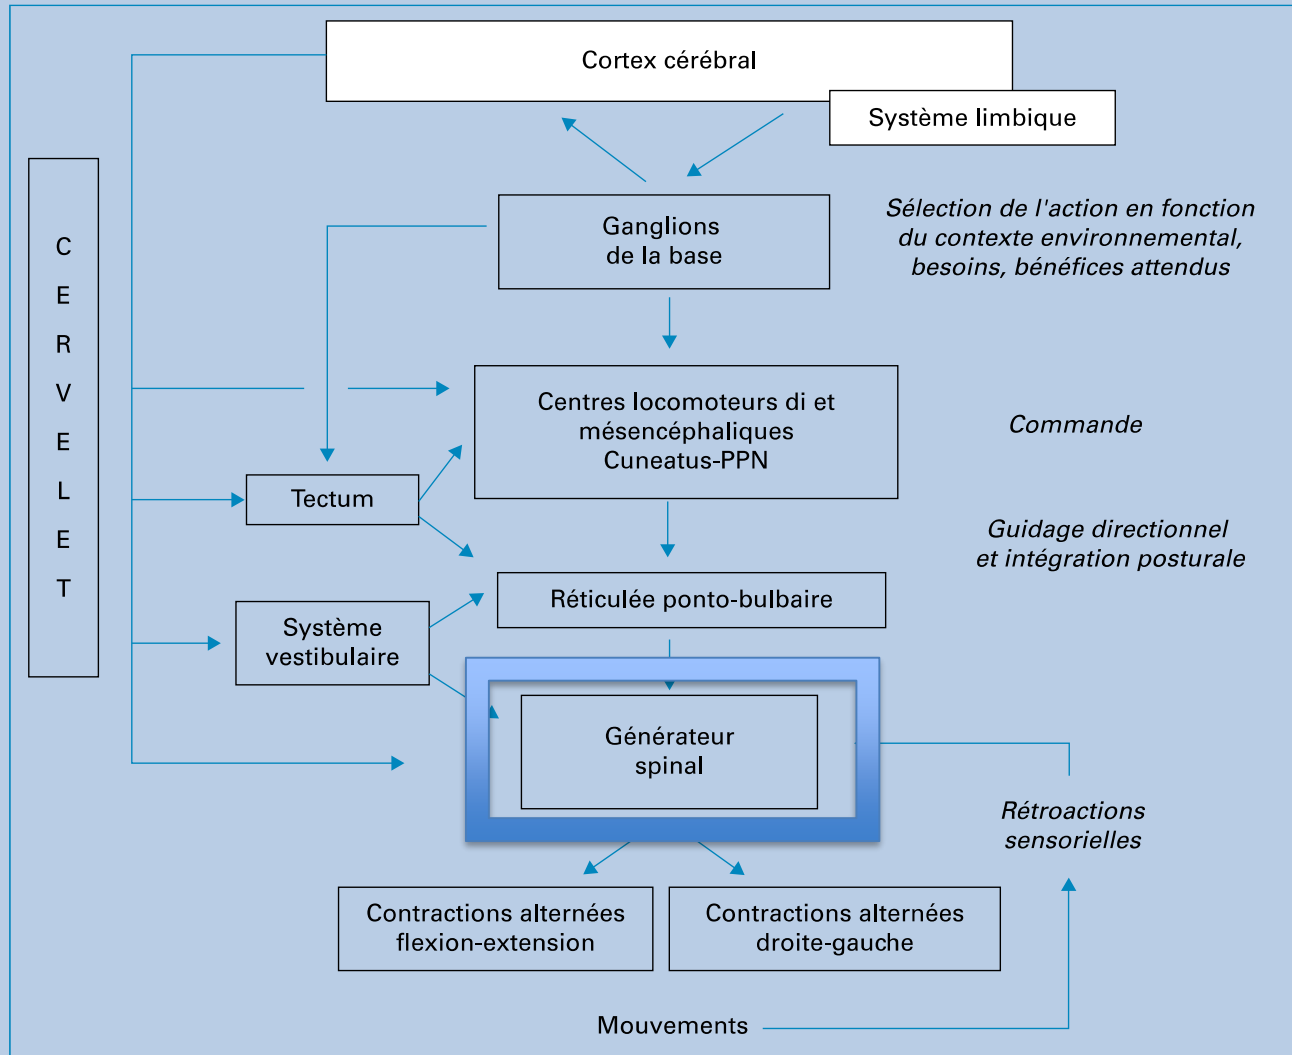 Cortex cérébral
Système limbique
CERVELET
Ganglions
de la base
Sélection de l'action en fonction
du contexte environnemental,
besoins, bénéfices attendus
Centres locomoteurs di et
mésencéphaliques
Cuneatus-PPN
Commande
Tectum
Guidage directionnel
et intégration posturale
Réticulée ponto-bulbaire
Système
vestibulaire
Générateur
spinal
Rétroactions
sensorielles
Contractions alternées
flexion-extension
Contractions alternées
droite-gauche
Mouvements